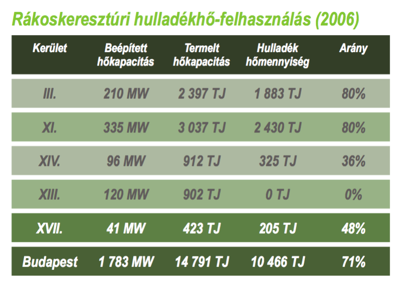 Rákoskeresztúri hulladékhő-felhasználás (2006)
Kerület Beépített hőkapacitás Termelt hőkapacitás Hulladék hőmennyiség Arány
III. 210 MW 2 397 TJ 1 883 TJ 80%
XI. 335 MW 3 037 TJ 2 430 TJ 80%
XIV. 96 MW 912 TJ 325 TJ 36%
XIII. 120 MW 902 TJ 0 TJ 0%
XVII. 41 MW 423 TJ 205 TJ 48%
Budapest 1 783 MW 14 791 TJ 10 466 TJ 71%